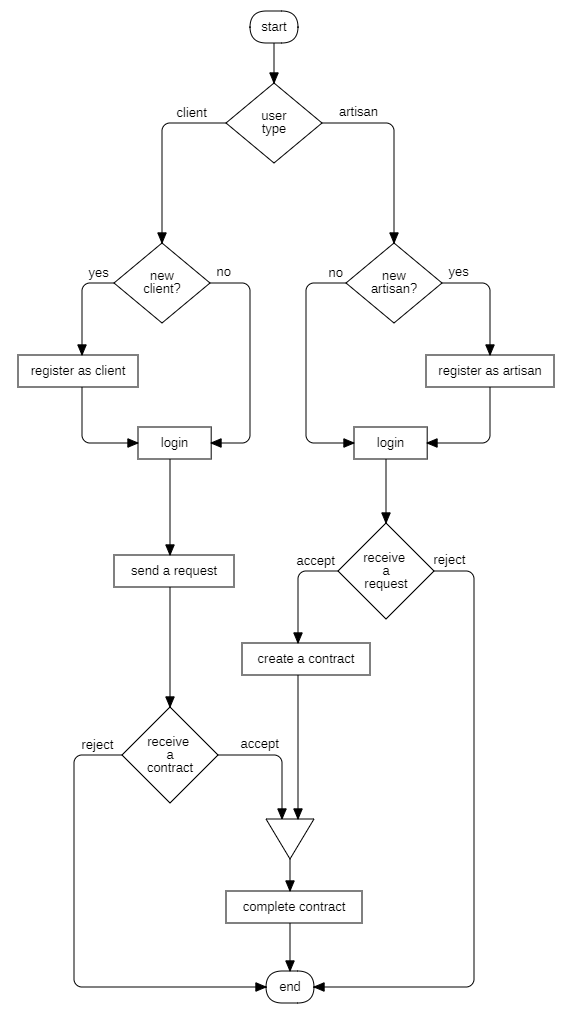 start
user
type
client
artisan
new
client?
yes
no
new
artisan?
no
yes
register as client
register as artisan
login
login
receive
a
request
accept
reject
send a request
create a contract
receive
a
contract
reject
accept
complete contract
end